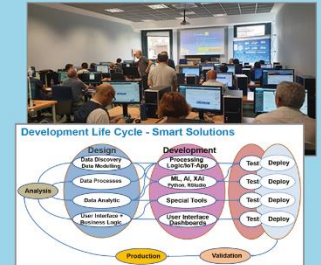 Development Life Cycle - Smart Solutions
Design
Development
Data Discovery
Data Modelling
Processing
Logic/IoT-App
Test
Deploy
Analysis
Data Processes
ML, AI, XAI
Python, RStudio
Test
Deploy
Data Analytic
Special Tools
Test
Deploy
User Interface +
Business Logic
User Interface
Dashboards
Test
Deploy
Production
Validation